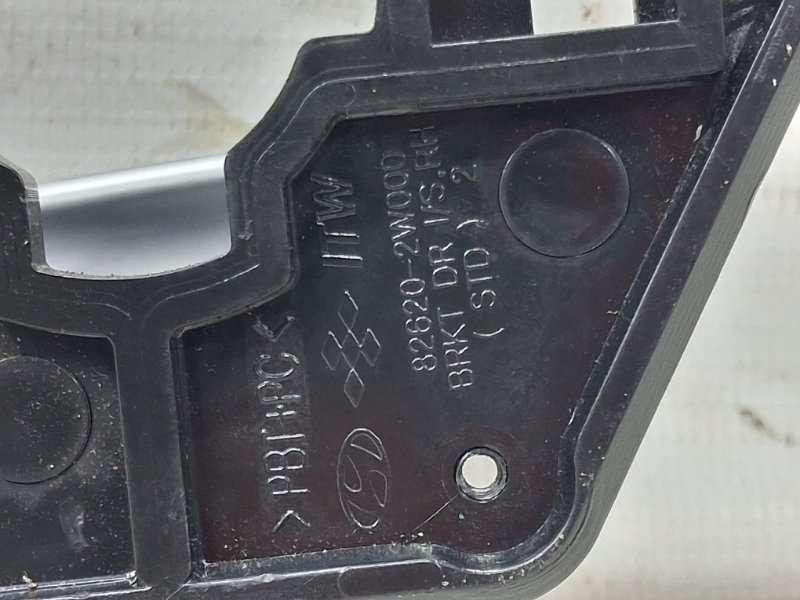 ITW
82620-2W000
BRKT DR I/S,RH
( STD ) 2
>PBT+PC<